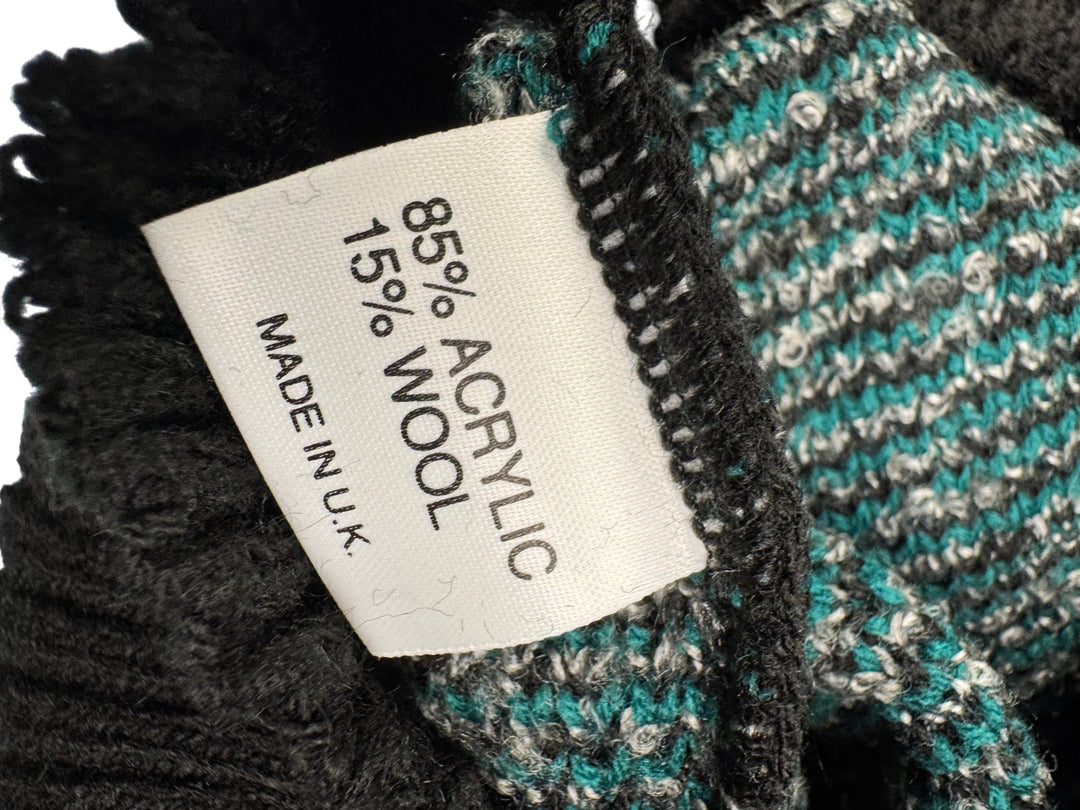 85% ACRYLIC
15% WOOL
MADE IN U.K.